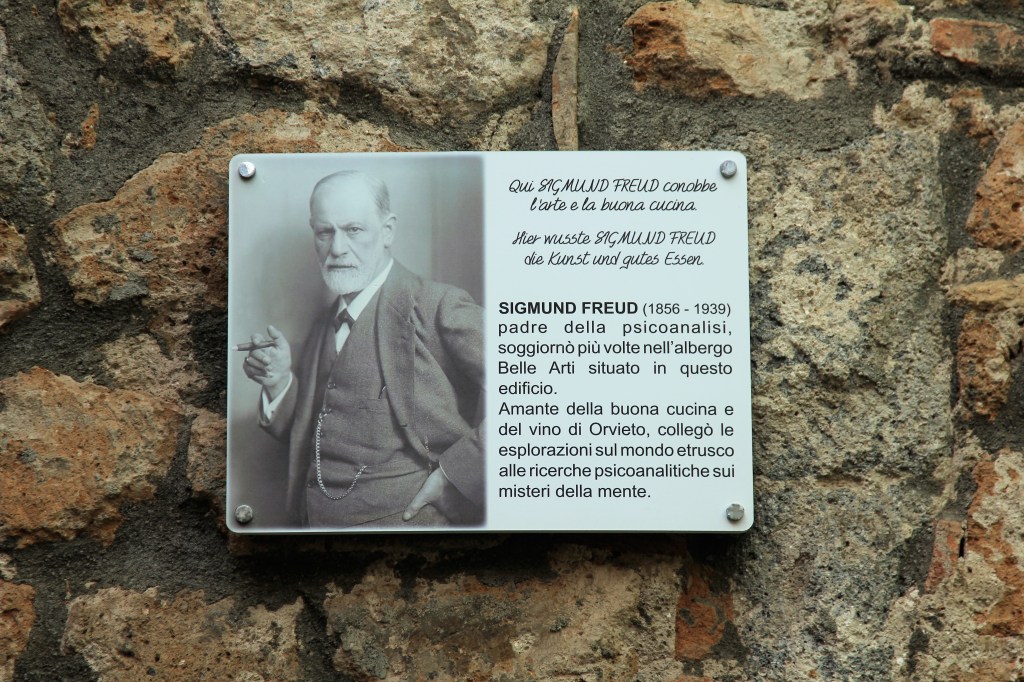 Qui SIGMUND FREUD conobbe
l'arte e la buona cucina.
Hier wusste SIGMUND FREUD
die Kunst und gutes Essen.
SIGMUND FREUD (1856 - 1939)
padre della psicoanalisi,
soggiornò più volte nell'albergo
Belle Arti situato in questo
edificio.
Amante della buona cucina e
del vino di Orvieto, collegò le
esplorazioni sul mondo etrusco
alle ricerche psicoanalitiche sui
misteri della mente.